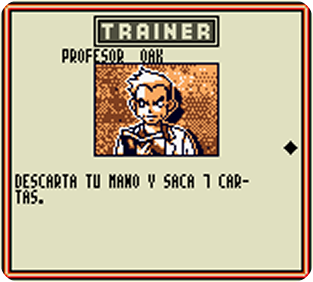 TRAINER
PROFESOR OAK
DESCARTA TU MANO Y SACA 7 CAR-
TAS.